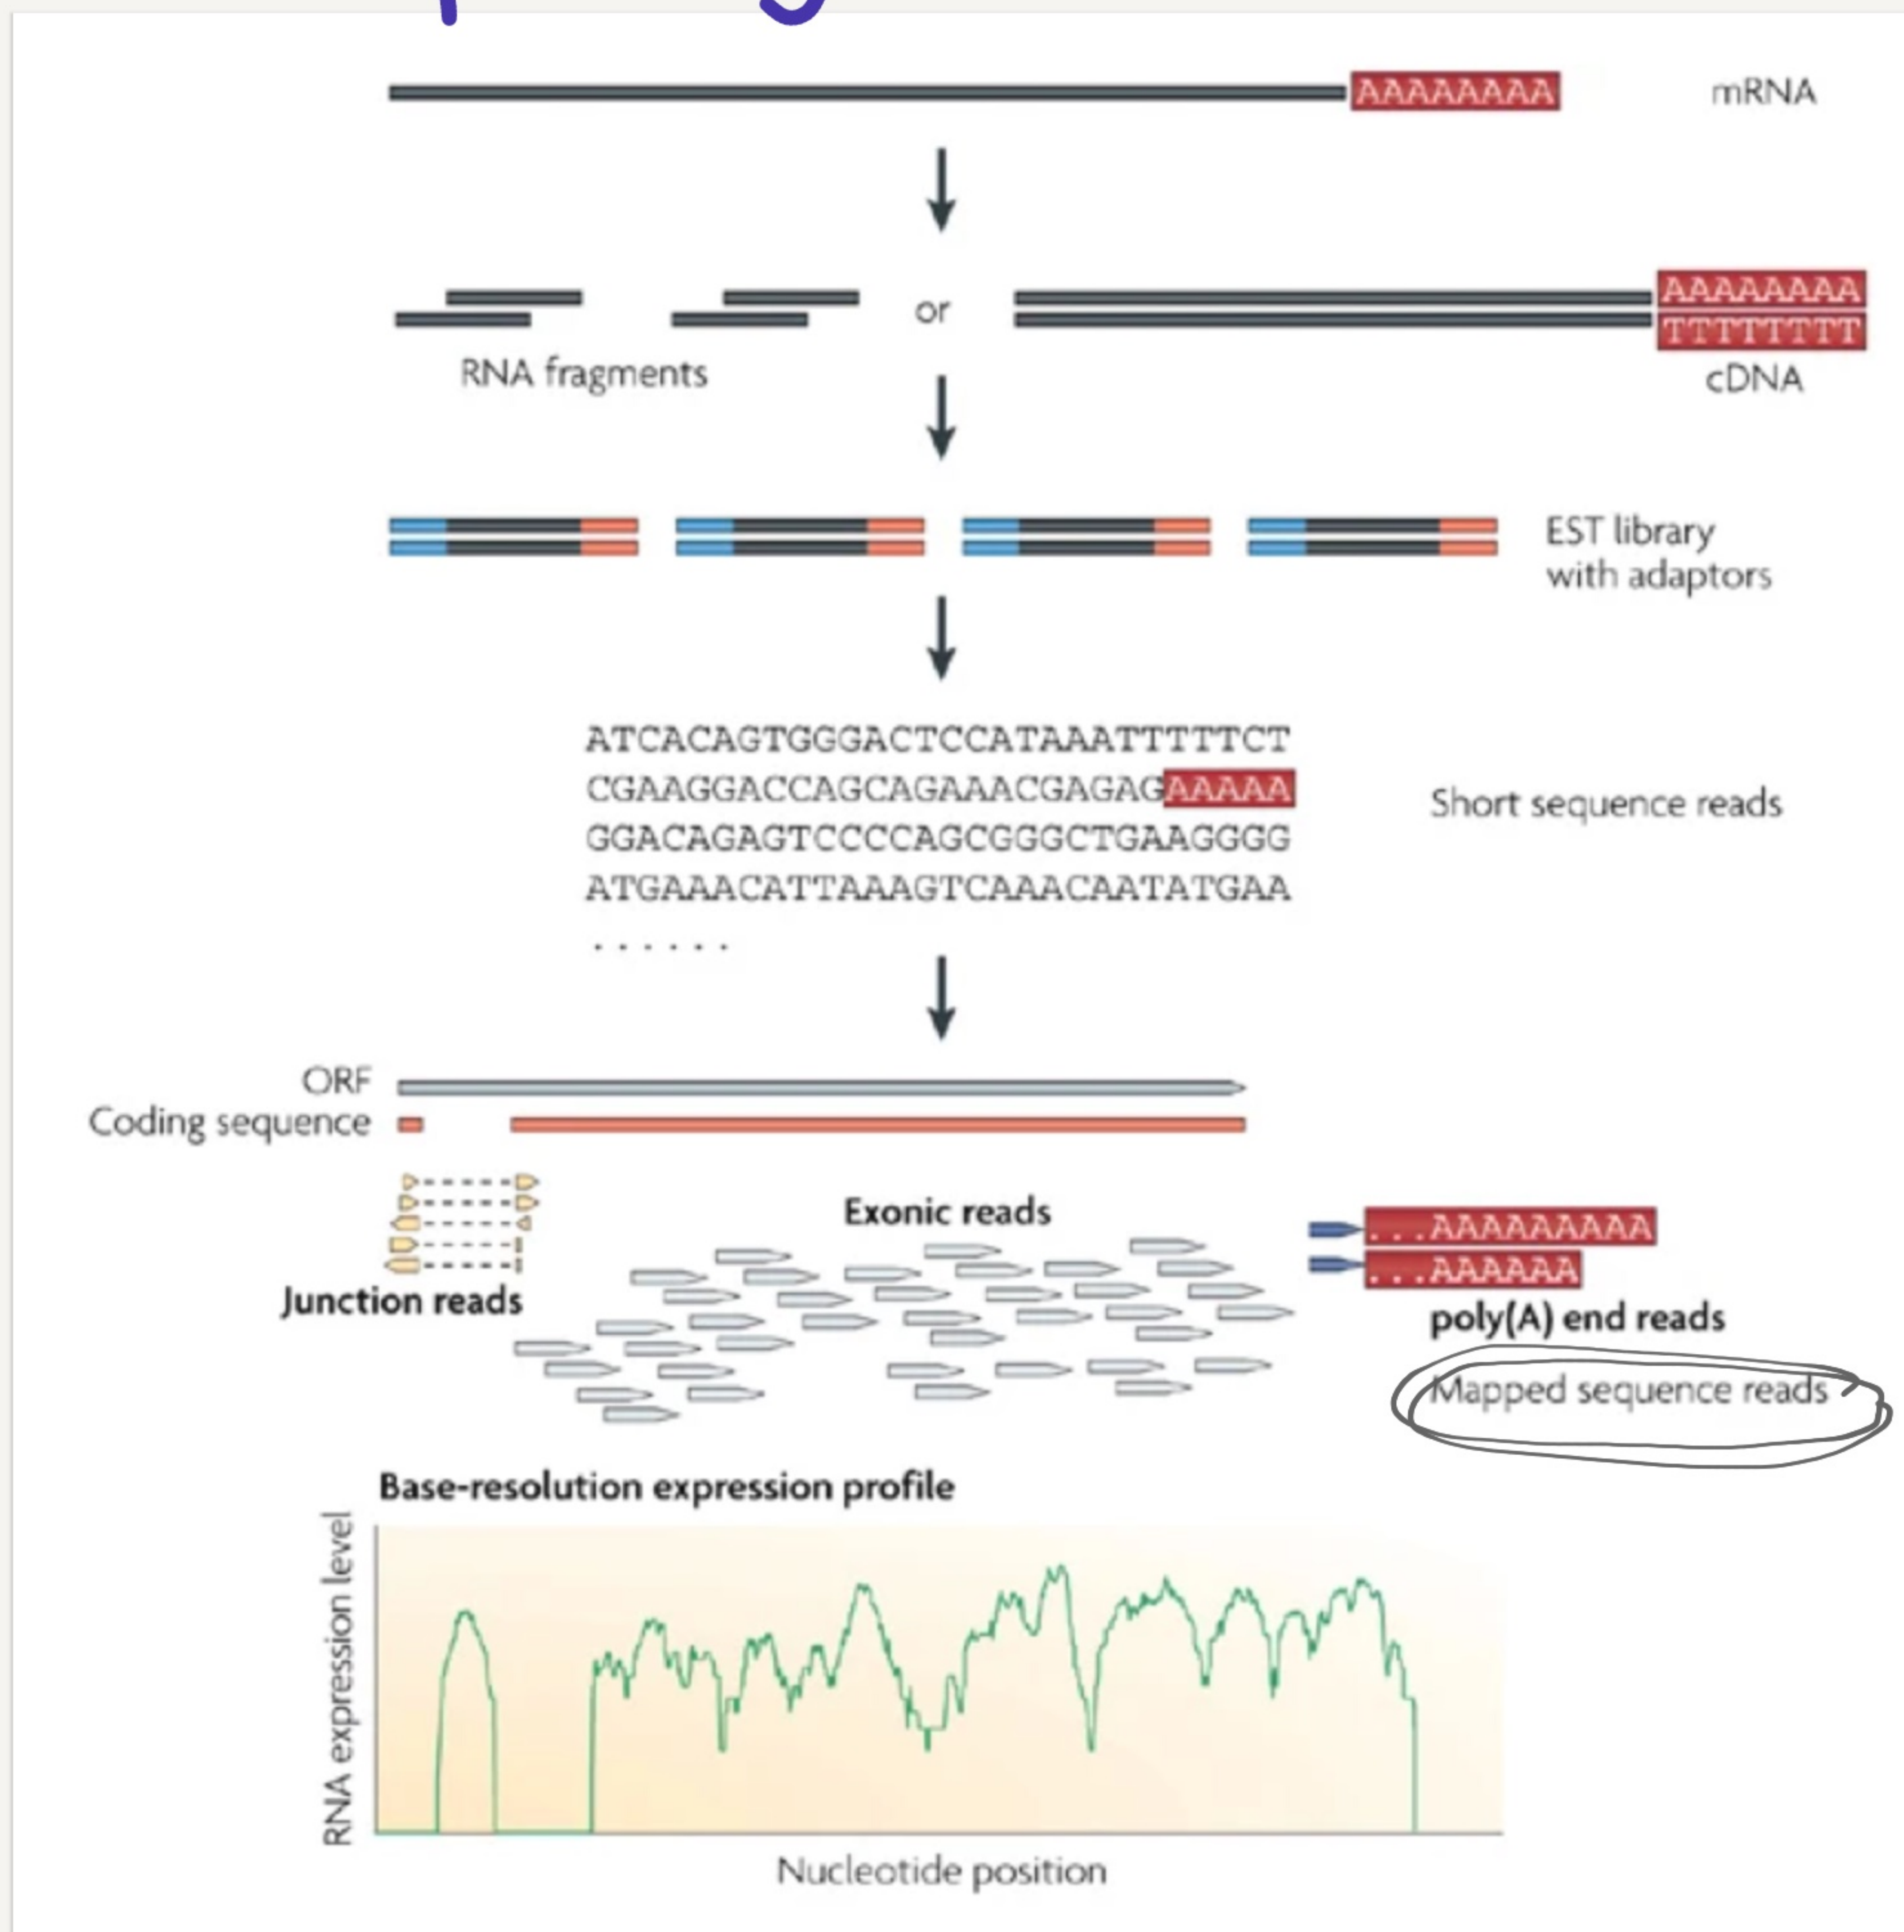 AAAAAAAA mRNA
AAAAAAAA
or
TTTTTTTT
RNA fragments
cDNA
EST library
with adaptors
ATCACAGTGGGACTCCATAAATTTTTCT
CGAAGGACCAGCAGAAACGAGAGAAAAA
Short sequence reads
GGACAGAGTCCCCAGCGGGCTGAAGGGG
ATGAAACATTAAAGTCAAACAATATGAA
. . . . . .
ORF
Coding sequence
Exonic reads
...AAAAAAAAA
...AAAAAA
Junction reads
poly(A) end reads
Mapped sequence reads
Base-resolution expression profile
RNA expression level
Nucleotide position